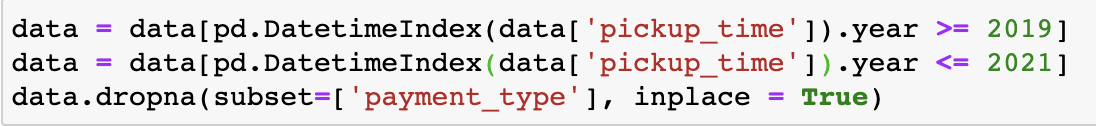 data = data[pd.DatetimeIndex(data['pickup_time']).year >= 2019]
data = data[pd.DatetimeIndex(data['pickup_time']).year <= 2021]
data.dropna(subset=['payment_type'], inplace = True)